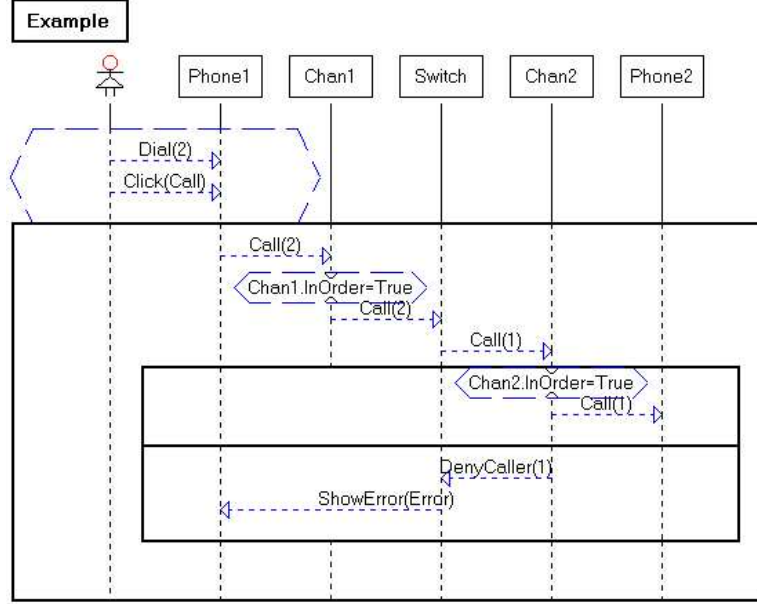 Example
Phone1 Chan1 Switch Chan2 Phone2
Dial(2)
Click(Call)
Call(2)
Chan1.InOrder=True
Call(2)
Call(1)
Chan2.InOrder=True
Call(1)
DenyCaller(1)
ShowError(Error)